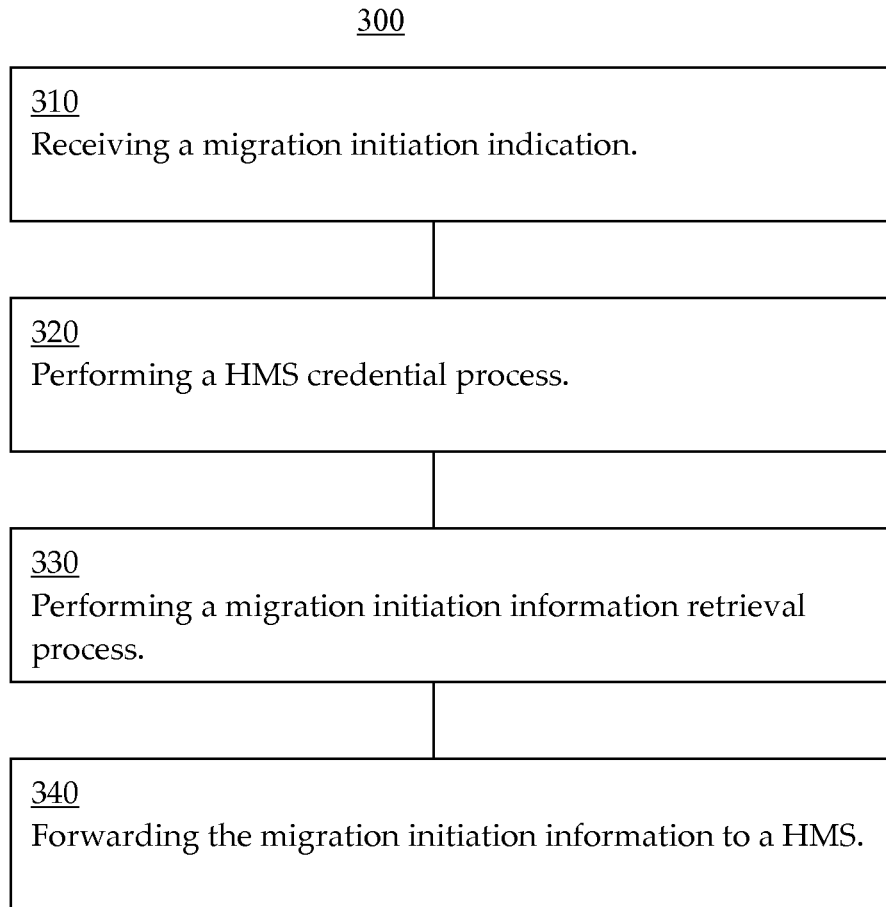 300
310
Receiving a migration initiation indication.
320
Performing a HMS credential process.
330
Performing a migration initiation information retrieval
process.
340
Forwarding the migration initiation information to a HMS.